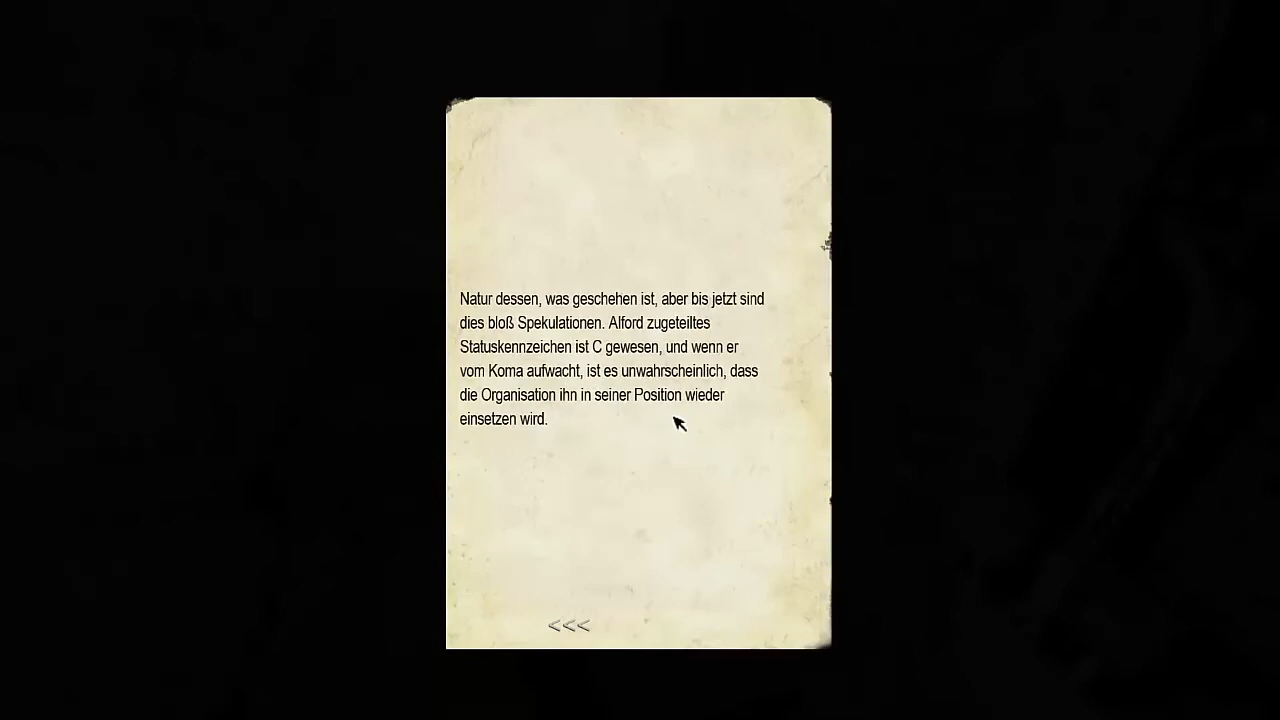 Natur dessen, was geschehen ist, aber bis jetzt sind
dies bloß Spekulationen. Alford zugeteiltes
Statuskennzeichen ist C gewesen, und wenn er
vom Koma aufwacht, ist es unwahrscheinlich, dass
die Organisation ihn in seiner Position wieder
einsetzen wird.
<<<